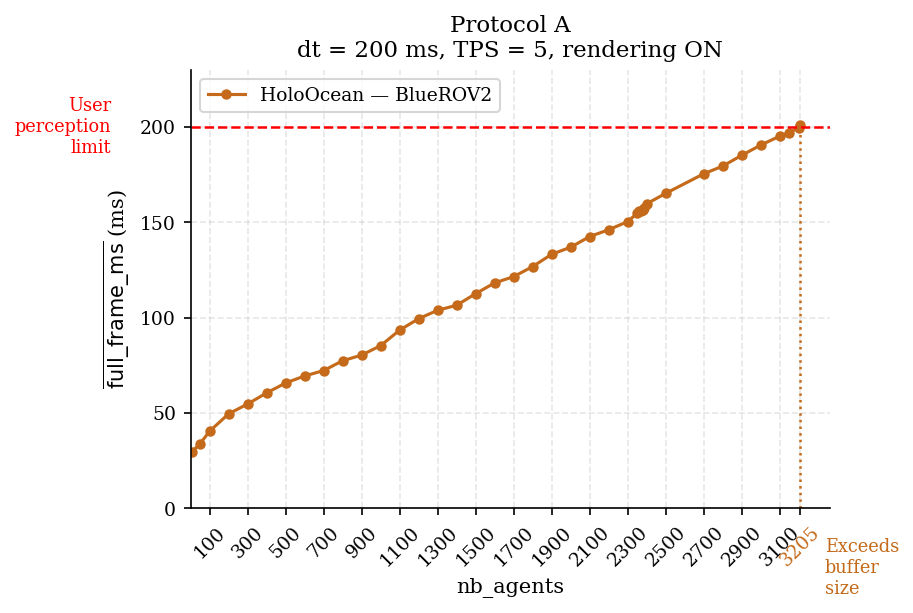 Protocol A
dt = 200 ms, TPS = 5, rendering ON
HoloOcean — BlueROV2
User
perception
limit
200
150
100
50
0
full_frame_ms (ms)
100
300
500
700
900
1100
1300
1500
1700
1900
2100
2300
2500
2700
2900
3100
3205
Exceeds
buffer
size
nb_agents